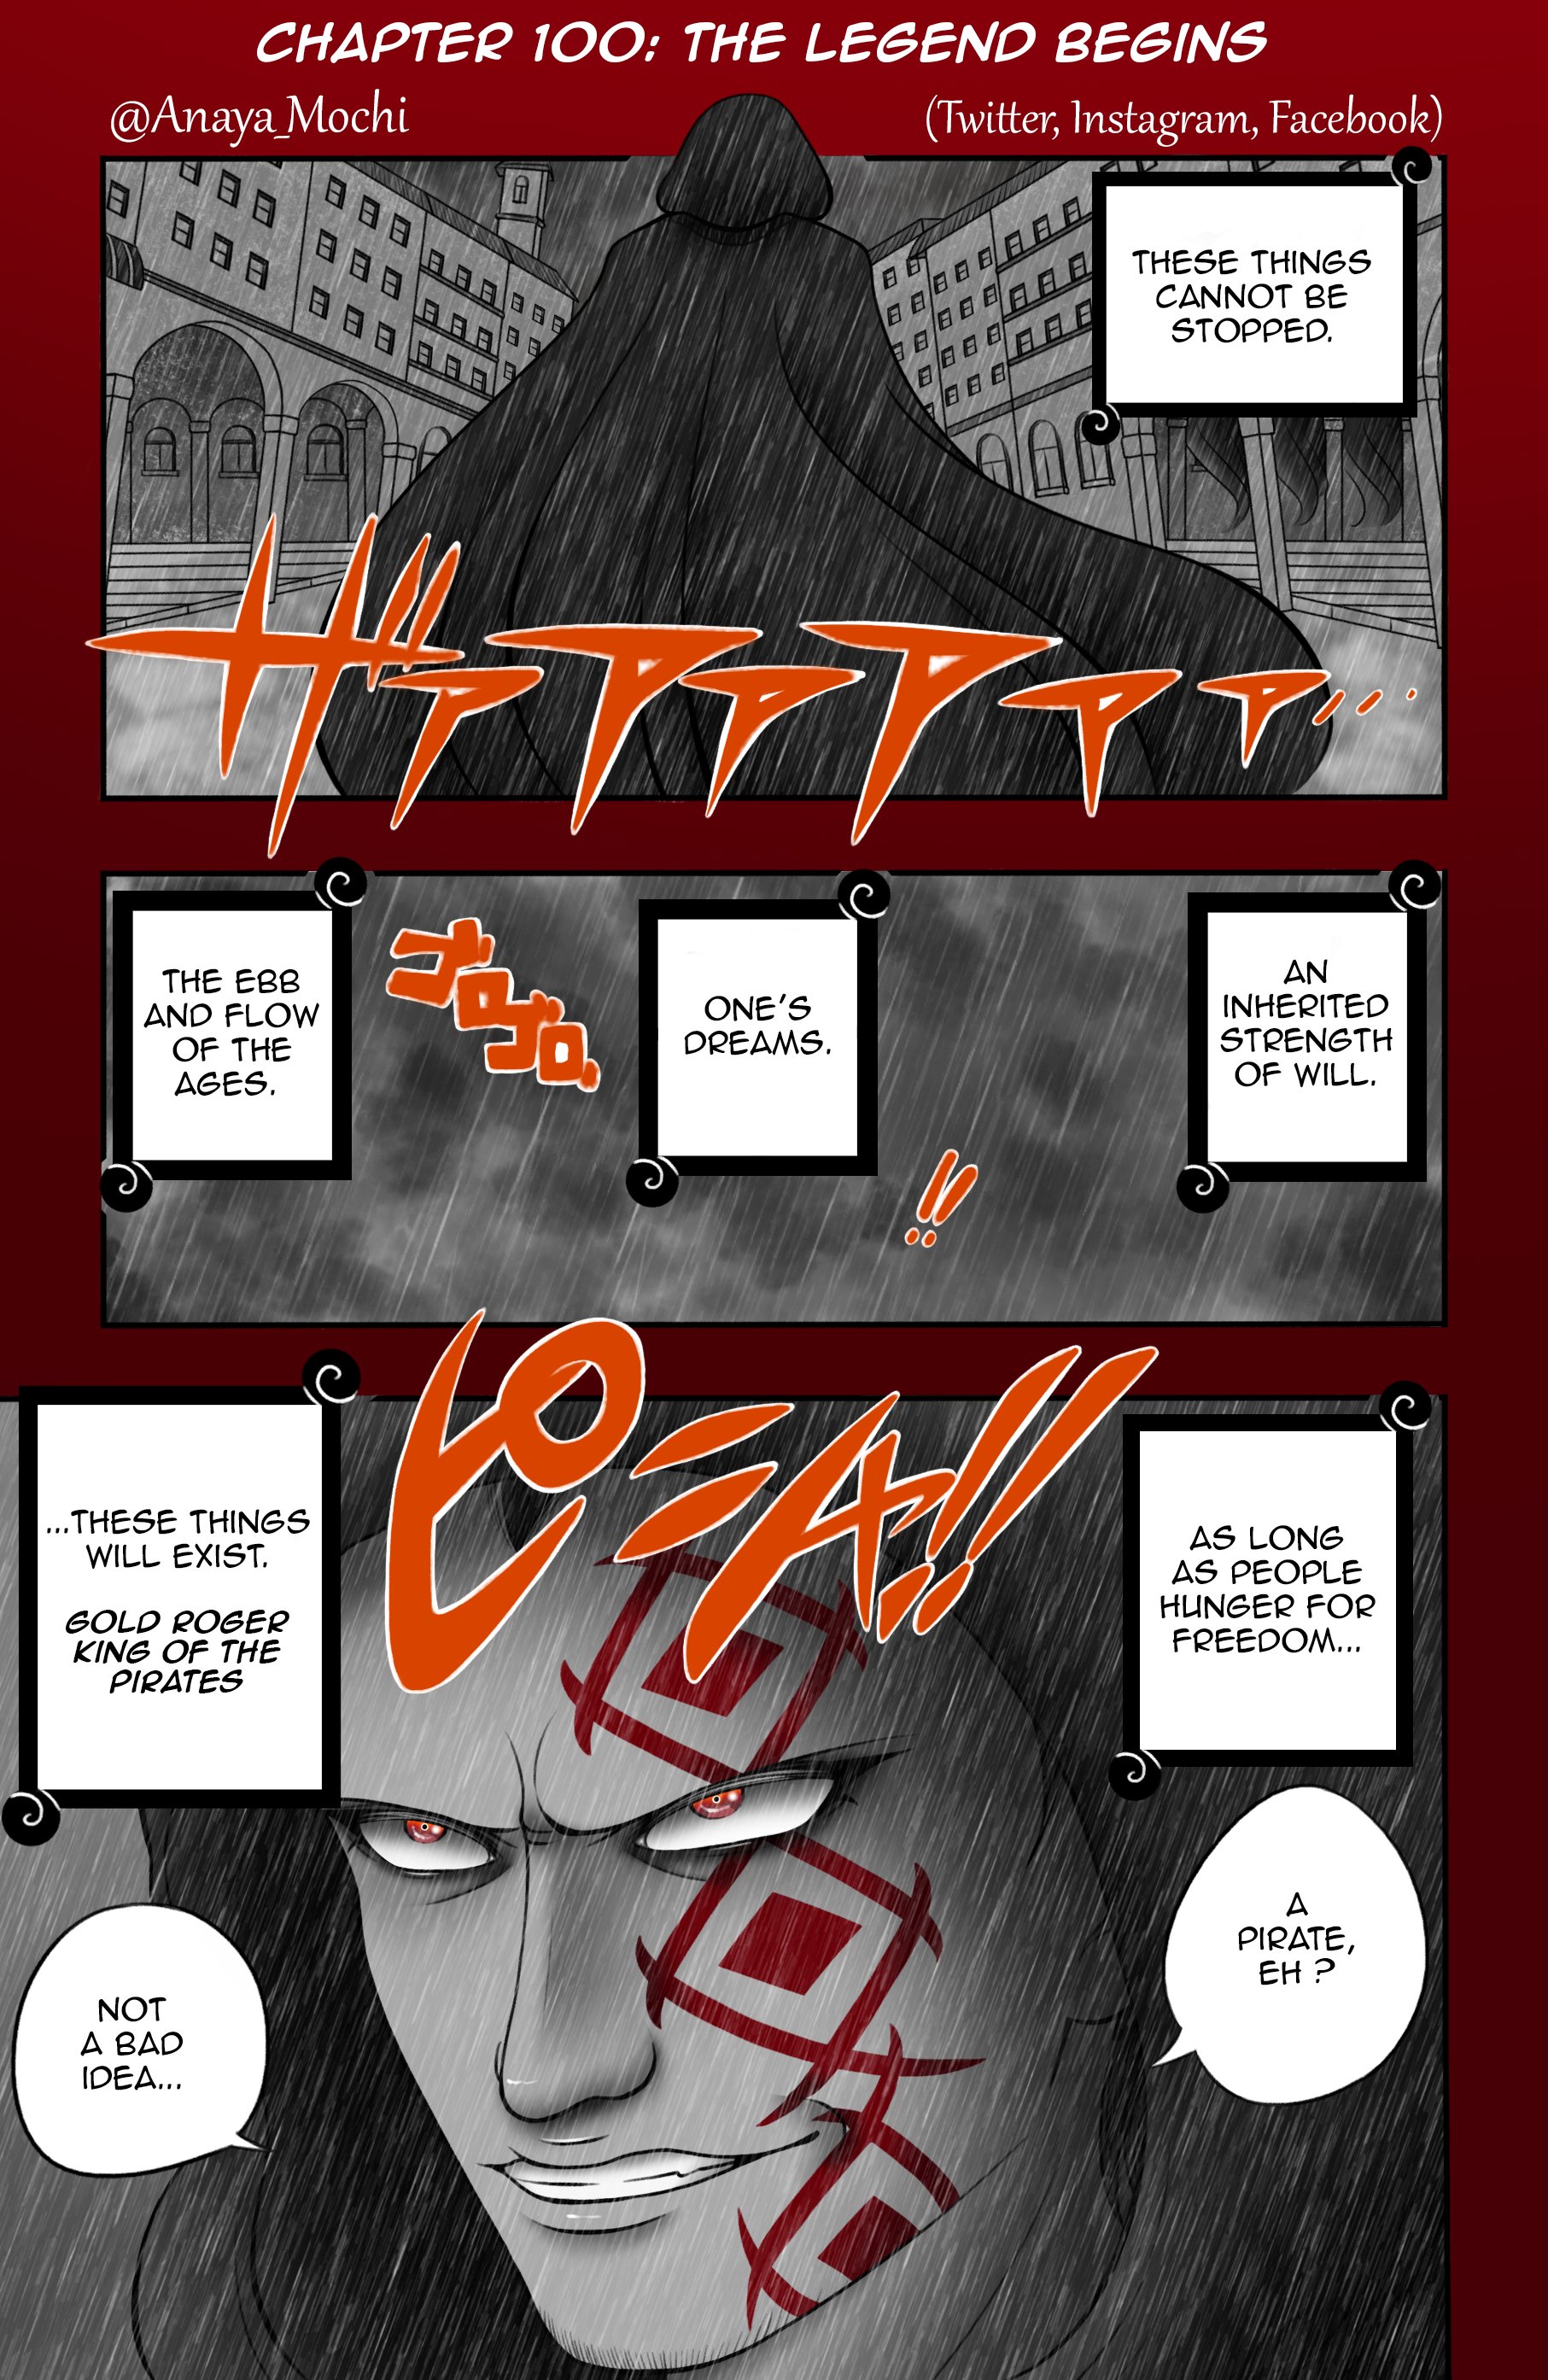 CHAPTER 100: THE LEGEND BEGINS
@Anaya_Mochi
(Twitter, Instagram, Facebook)
THESE THINGS
CANNOT BE
STOPPED.
ザァアァアァァ...
AN
INHERITED
STRENGTH
OF WILL.
ONE'S
DREAMS.
ゴロゴロ
!!
THE EBB
AND FLOW
OF THE
AGES.
ピシャ!!
AS LONG
AS PEOPLE
HUNGER FOR
FREEDOM...
...THESE THINGS
WILL EXIST.
GOLD ROGER
KING OF THE
PIRATES
A
PIRATE,
EH ?
NOT
A BAD
IDEA...